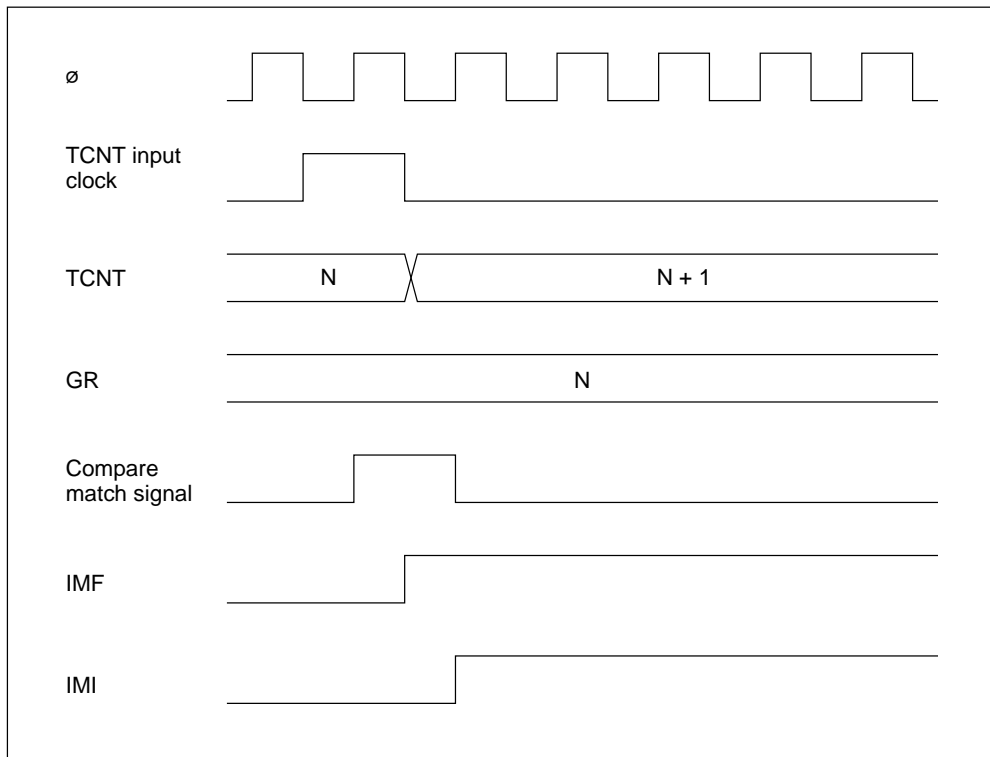 ø
TCNT input
clock
TCNT
N
N + 1
GR
N
Compare
match signal
IMF
IMI